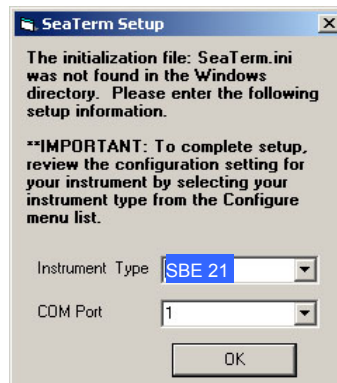 SeaTerm Setup
The initialization file: SeaTerm.ini
was not found in the Windows
directory. Please enter the following
setup information.
**IMPORTANT: To complete setup,
review the configuration setting for
your instrument by selecting your
instrument type from the Configure
menu list.
Instrument Type SBE 21
COM Port 1
OK